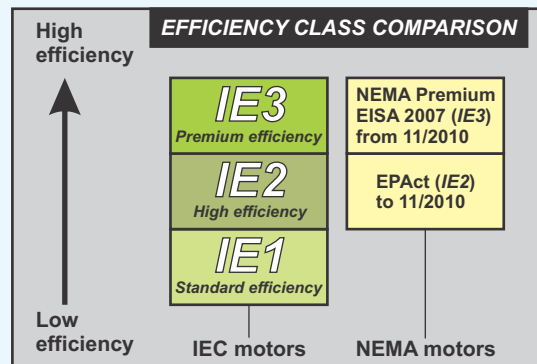 High
efficiency
EFFICIENCY CLASS COMPARISON
IE3
Premium efficiency
NEMA Premium
EISA 2007 (IE3)
from 11/2010
IE2
High efficiency
EPAct (IE2)
to 11/2010
IE1
Standard efficiency
Low
efficiency
IEC motors
NEMA motors